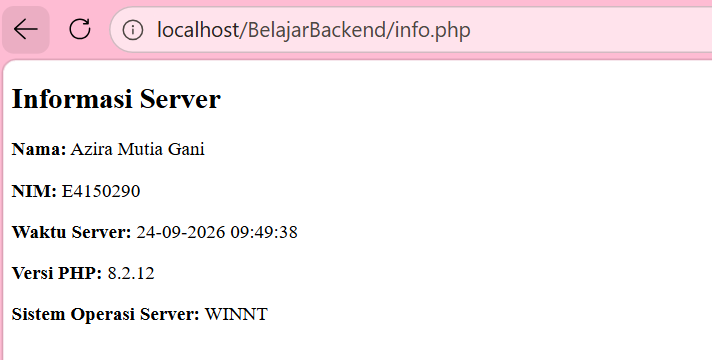 localhost/BelajarBackend/info.php
Informasi Server
Nama: Azira Mutia Gani
NIM: E4150290
Waktu Server: 24-09-2026 09:49:38
Versi PHP: 8.2.12
Sistem Operasi Server: WINNT